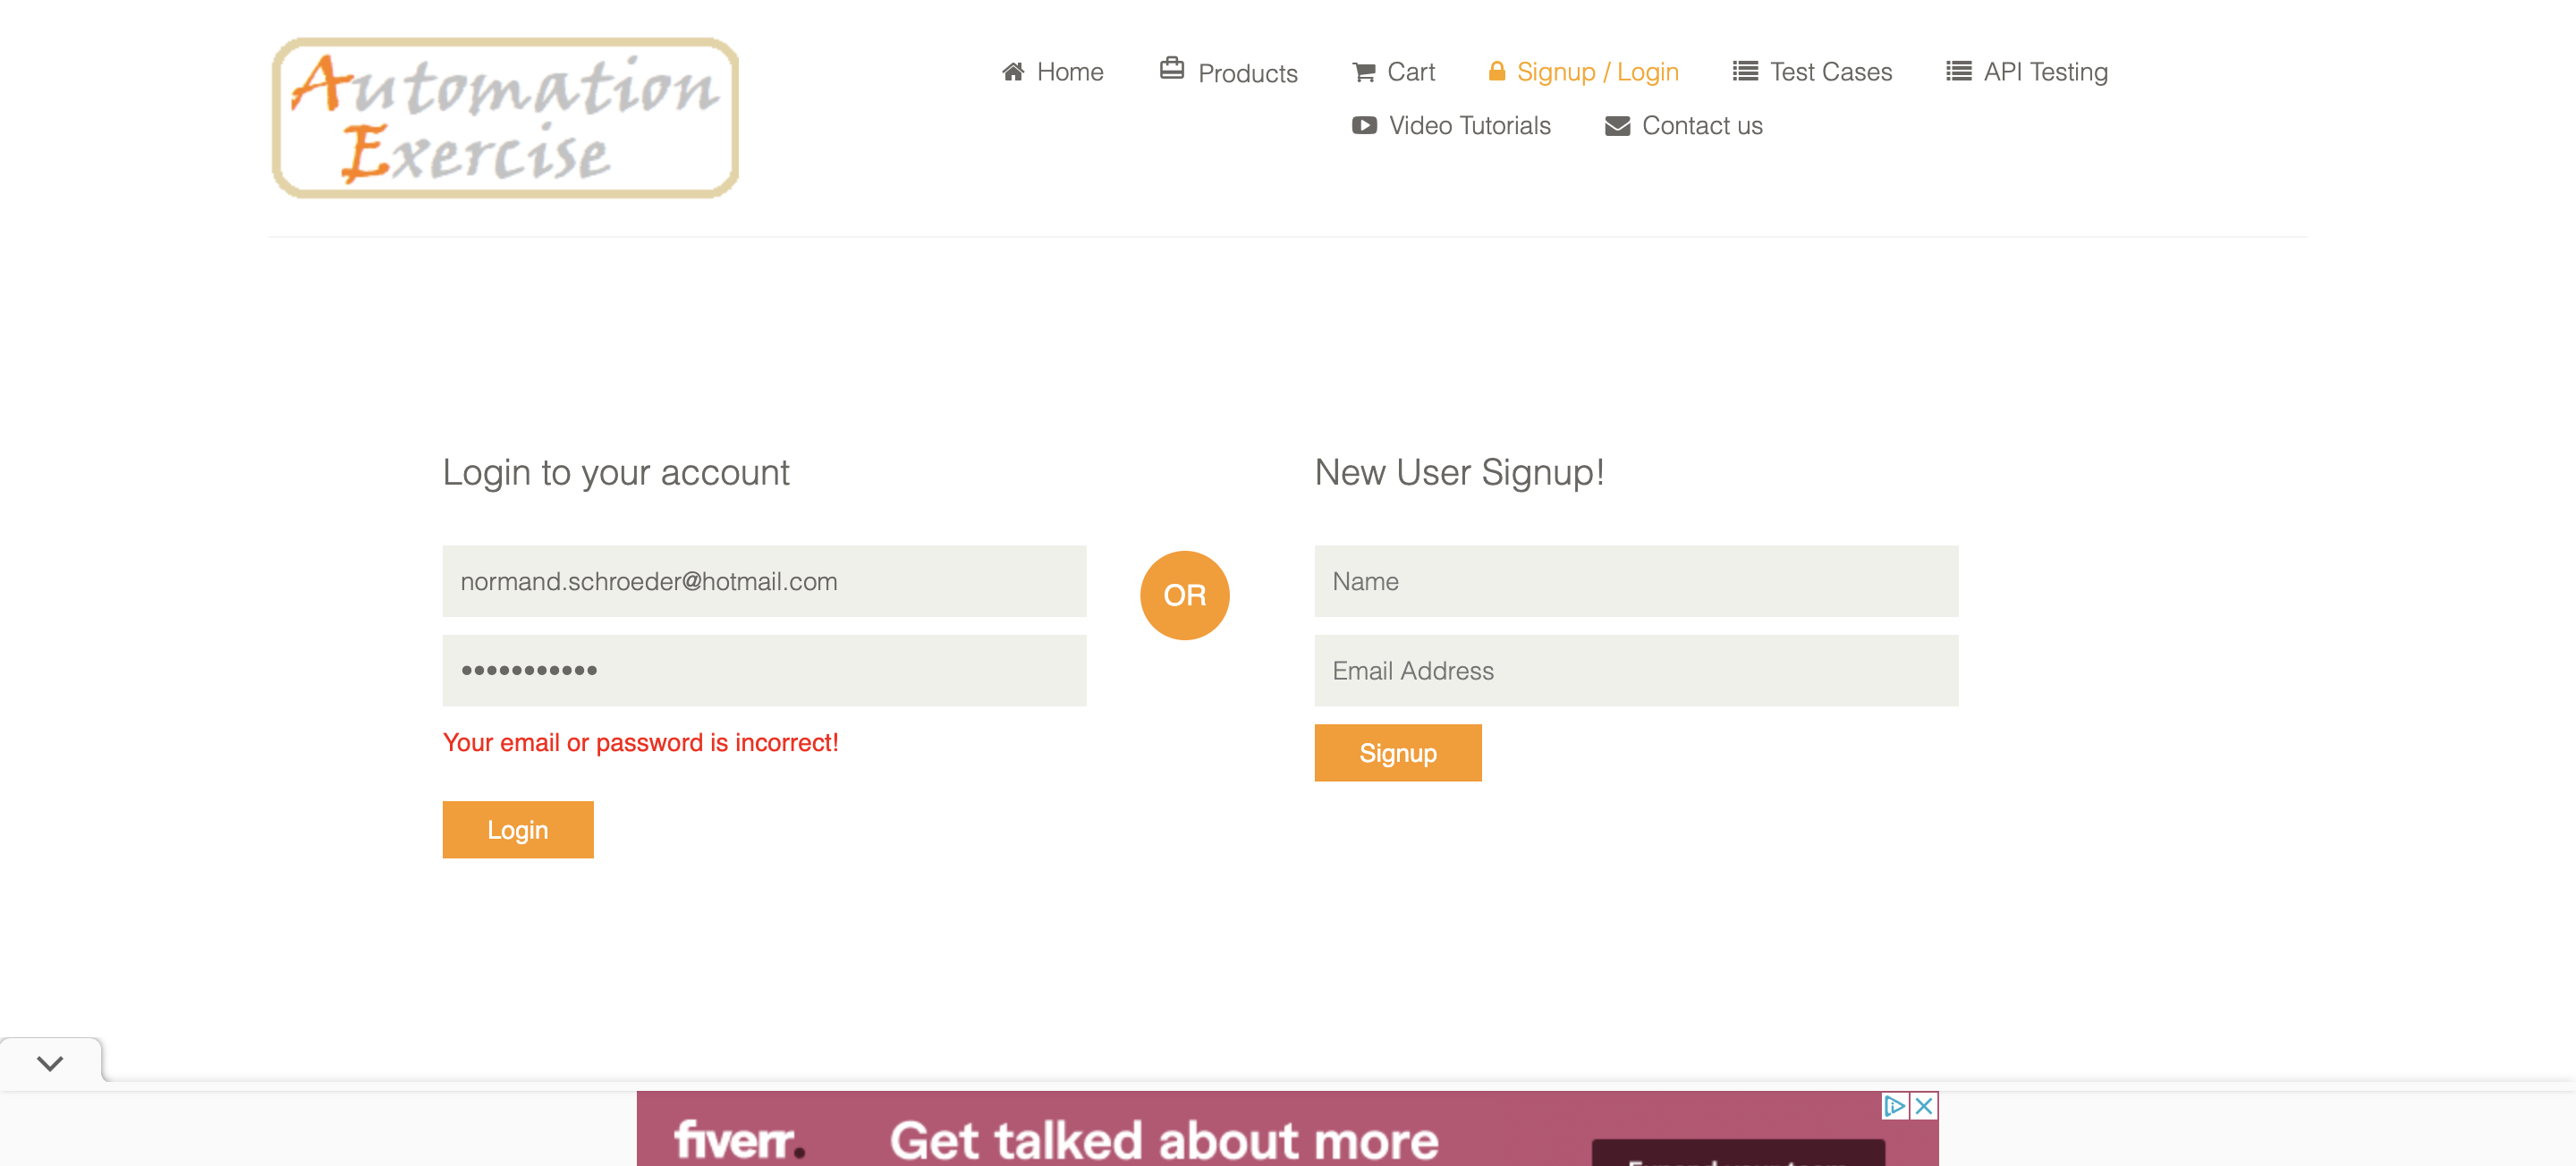 Automation
Exercise
Home Products Cart Signup / Login Test Cases API Testing
Video Tutorials Contact us
Login to your account
normand.schroeder@hotmail.com
•••••••••••
Your email or password is incorrect!
Login
OR
New User Signup!
Name
Email Address
Signup
fiverr.
Get talked about more